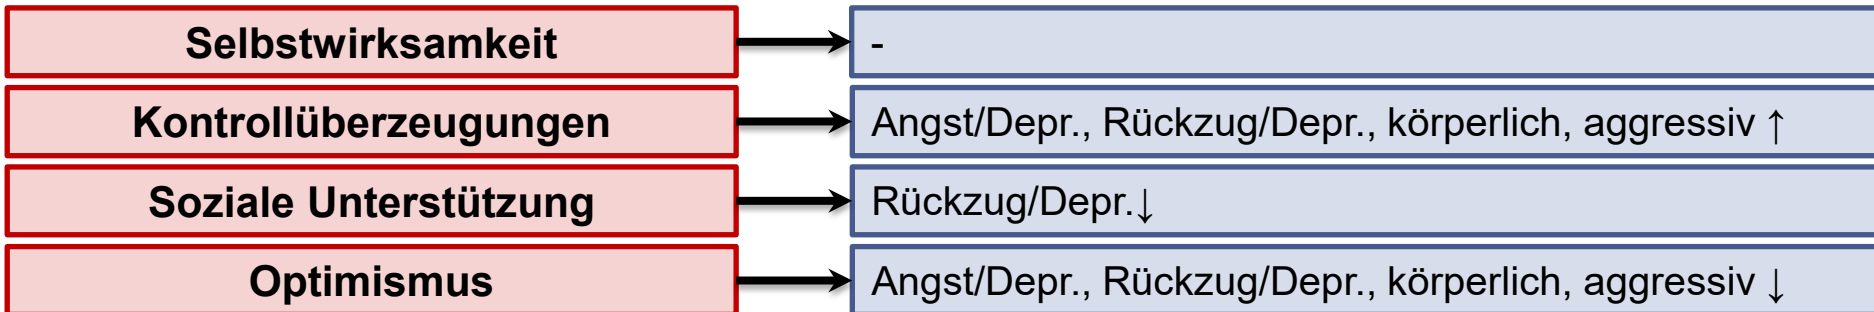 Selbstwirksamkeit -
Kontrollüberzeugungen Angst/Depr., Rückzug/Depr., körperlich, aggressiv ↑
Soziale Unterstützung Rückzug/Depr.↓
Optimismus Angst/Depr., Rückzug/Depr., körperlich, aggressiv ↓